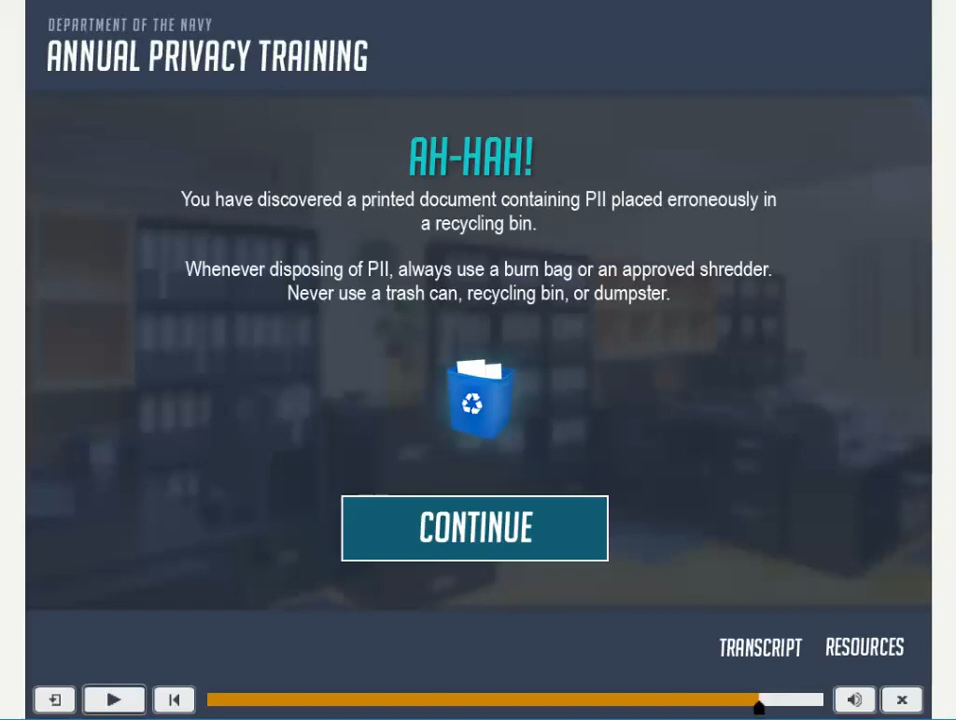 DEPARTMENT OF THE NAVY
ANNUAL PRIVACY TRAINING
AH-HAH!
You have discovered a printed document containing PII placed erroneously in
a recycling bin.
Whenever disposing of PII, always use a burn bag or an approved shredder.
Never use a trash can, recycling bin, or dumpster.
CONTINUE
TRANSCRIPT RESOURCES